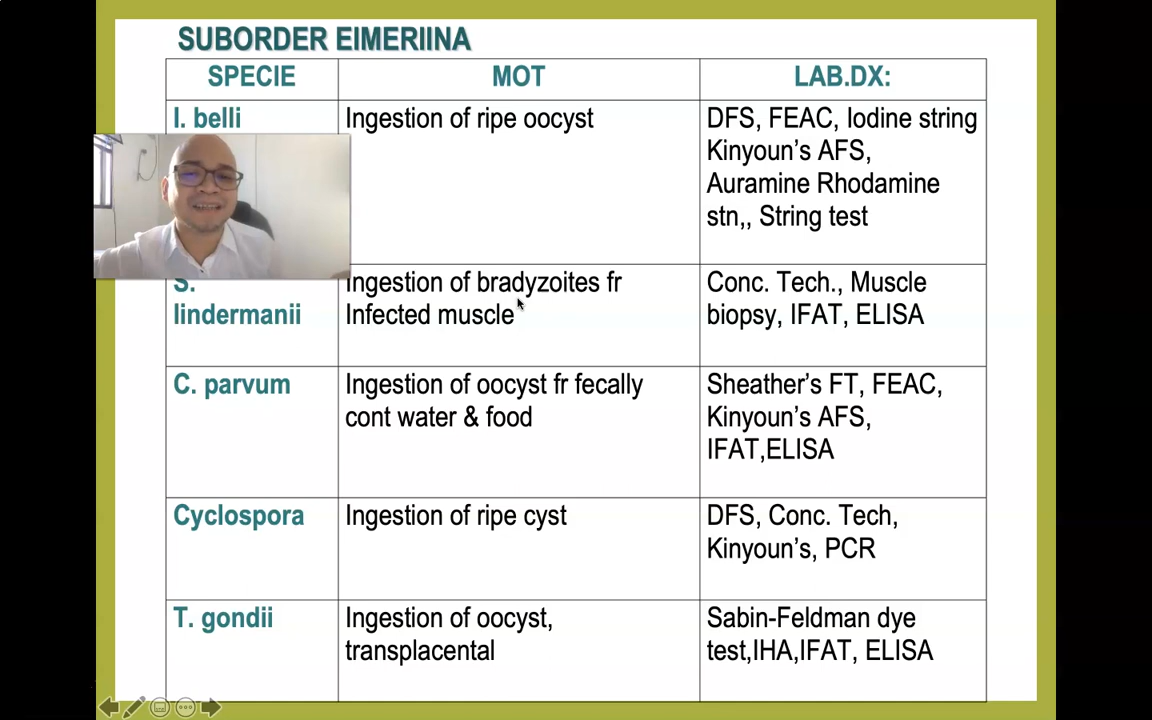 SUBORDER EIMERIINA
SPECIE MOT LAB.DX:
I. belli Ingestion of ripe oocyst DFS, FEAC, Iodine string
Kinyoun's AFS,
Auramine Rhodamine
stn,, String test
S. Ingestion of bradyzoites fr Conc. Tech., Muscle
lindermanii Infected muscle biopsy, IFAT, ELISA
C. parvum Ingestion of oocyst fr fecally Sheather's FT, FEAC,
cont water & food Kinyoun's AFS,
IFAT,ELISA
Cyclospora Ingestion of ripe cyst DFS, Conc. Tech,
Kinyoun's, PCR
T. gondii Ingestion of oocyst, Sabin-Feldman dye
transplacental test,IHA,IFAT, ELISA